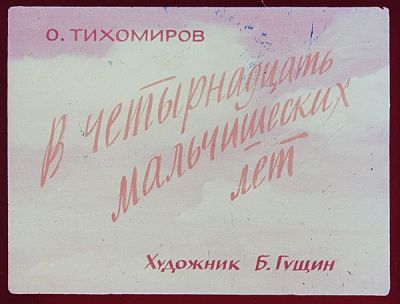 О. ТИХОМИРОВ
В четырнадцать
мальчишеских
лет
Художник Б. Гущин